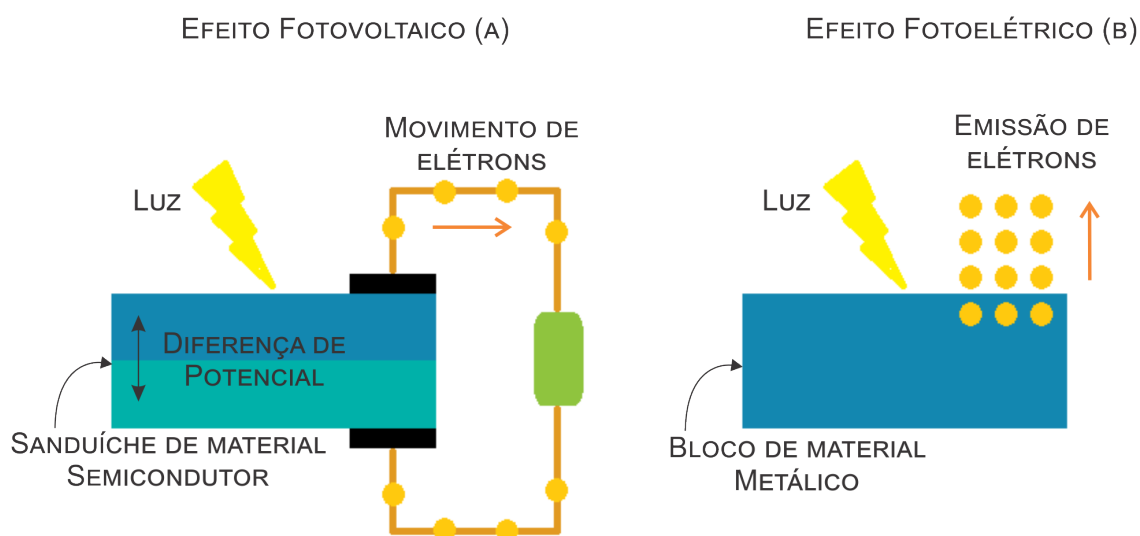 Efeito Fotovoltaico (a)
Luz
Movimento de
elétrons
Diferença de
Potencial
Sanduíche de material
Semicondutor
Efeito Fotoelétrico (b)
Luz
Emissão de
elétrons
Bloco de material
Metálico